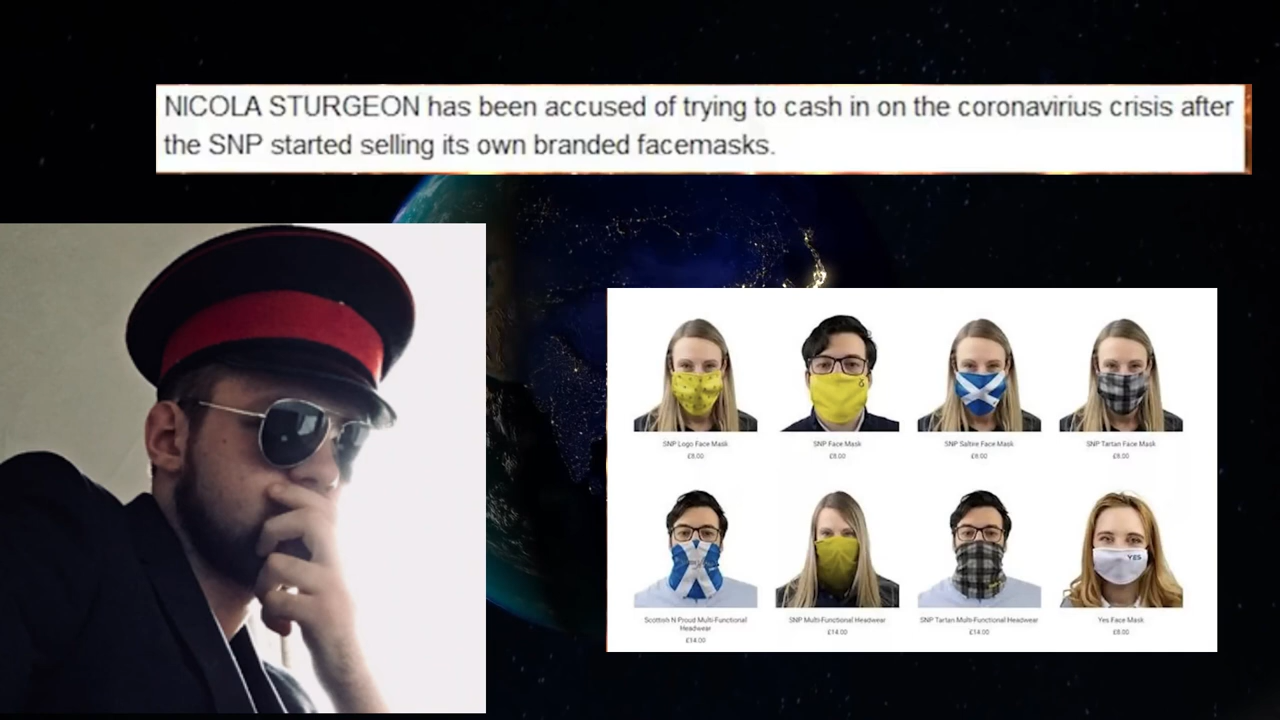 NICOLA STURGEON has been accused of trying to cash in on the coronavirius crisis after
the SNP started selling its own branded facemasks.
SNP Logo Face Mask
£8.00
SNP Face Mask
£8.00
SNP Saltire Face Mask
£8.00
SNP Tartan Face Mask
£8.00
YES
Scottish N Proud Multi-Functional
Headwear
£14.00
SNP Multi-Functional Headwear
£14.00
SNP Tartan Multi-Functional Headwear
£14.00
Yes Face Mask
£8.00